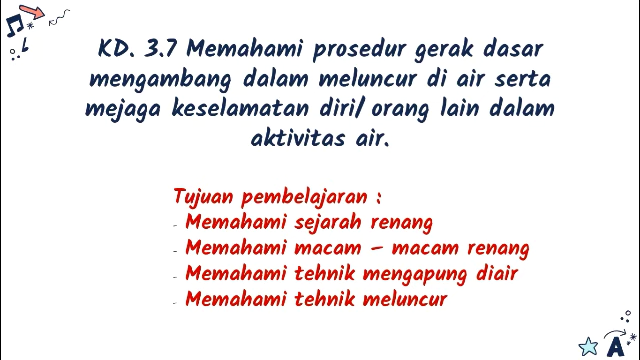 KD. 3.7 Memahami prosedur gerak dasar
mengambang dalam meluncur di air serta
mejaga keselamatan diri/ orang lain dalam
aktivitas air.
Tujuan pembelajaran :
- Memahami sejarah renang
- Memahami macam – macam renang
- Memahami tehnik mengapung diair
- Memahami tehnik meluncur
A